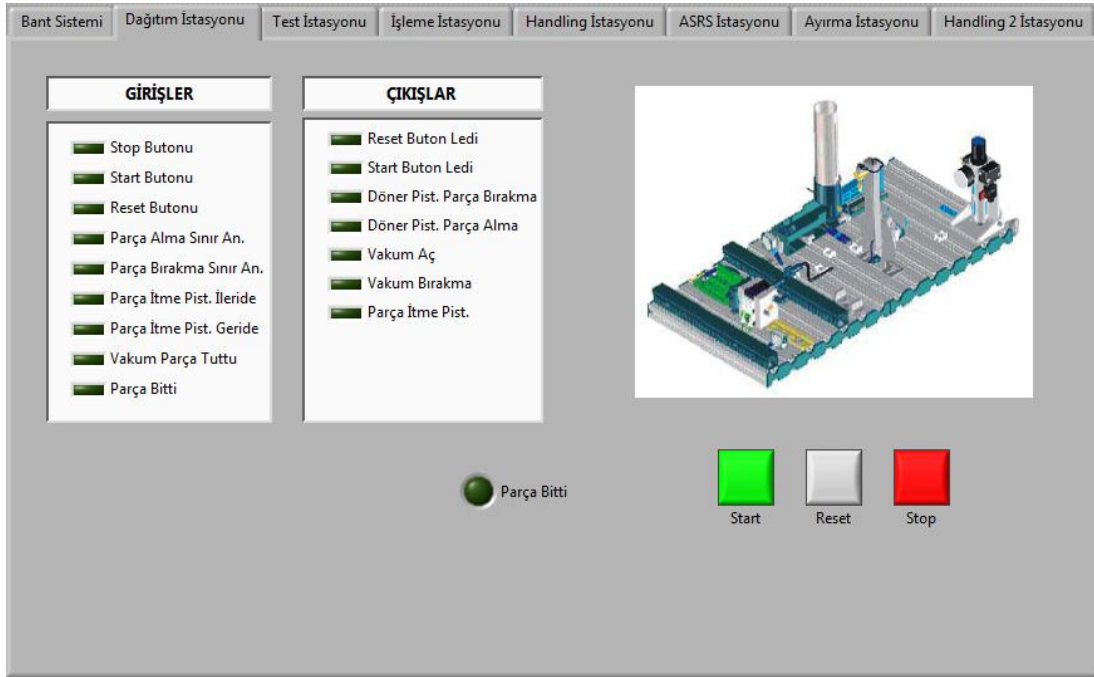 Bant Sistemi
Dağıtım İstasyonu
Test İstasyonu
İşleme İstasyonu
Handling İstasyonu
ASRS İstasyonu
Ayırma İstasyonu
Handling 2 İstasyonu
GİRİŞLER
Stop Butonu
Start Butonu
Reset Butonu
Parça Alma Sınır An.
Parça Bırakma Sınır An.
Parça İtme Pist. İleride
Parça İtme Pist. Geride
Vakum Parça Tuttu
Parça Bitti
ÇIKIŞLAR
Reset Buton Ledi
Start Buton Ledi
Döner Pist. Parça Bırakma
Döner Pist. Parça Alma
Vakum Aç
Vakum Bırakma
Parça İtme Pist.
Parça Bitti
Start
Reset
Stop